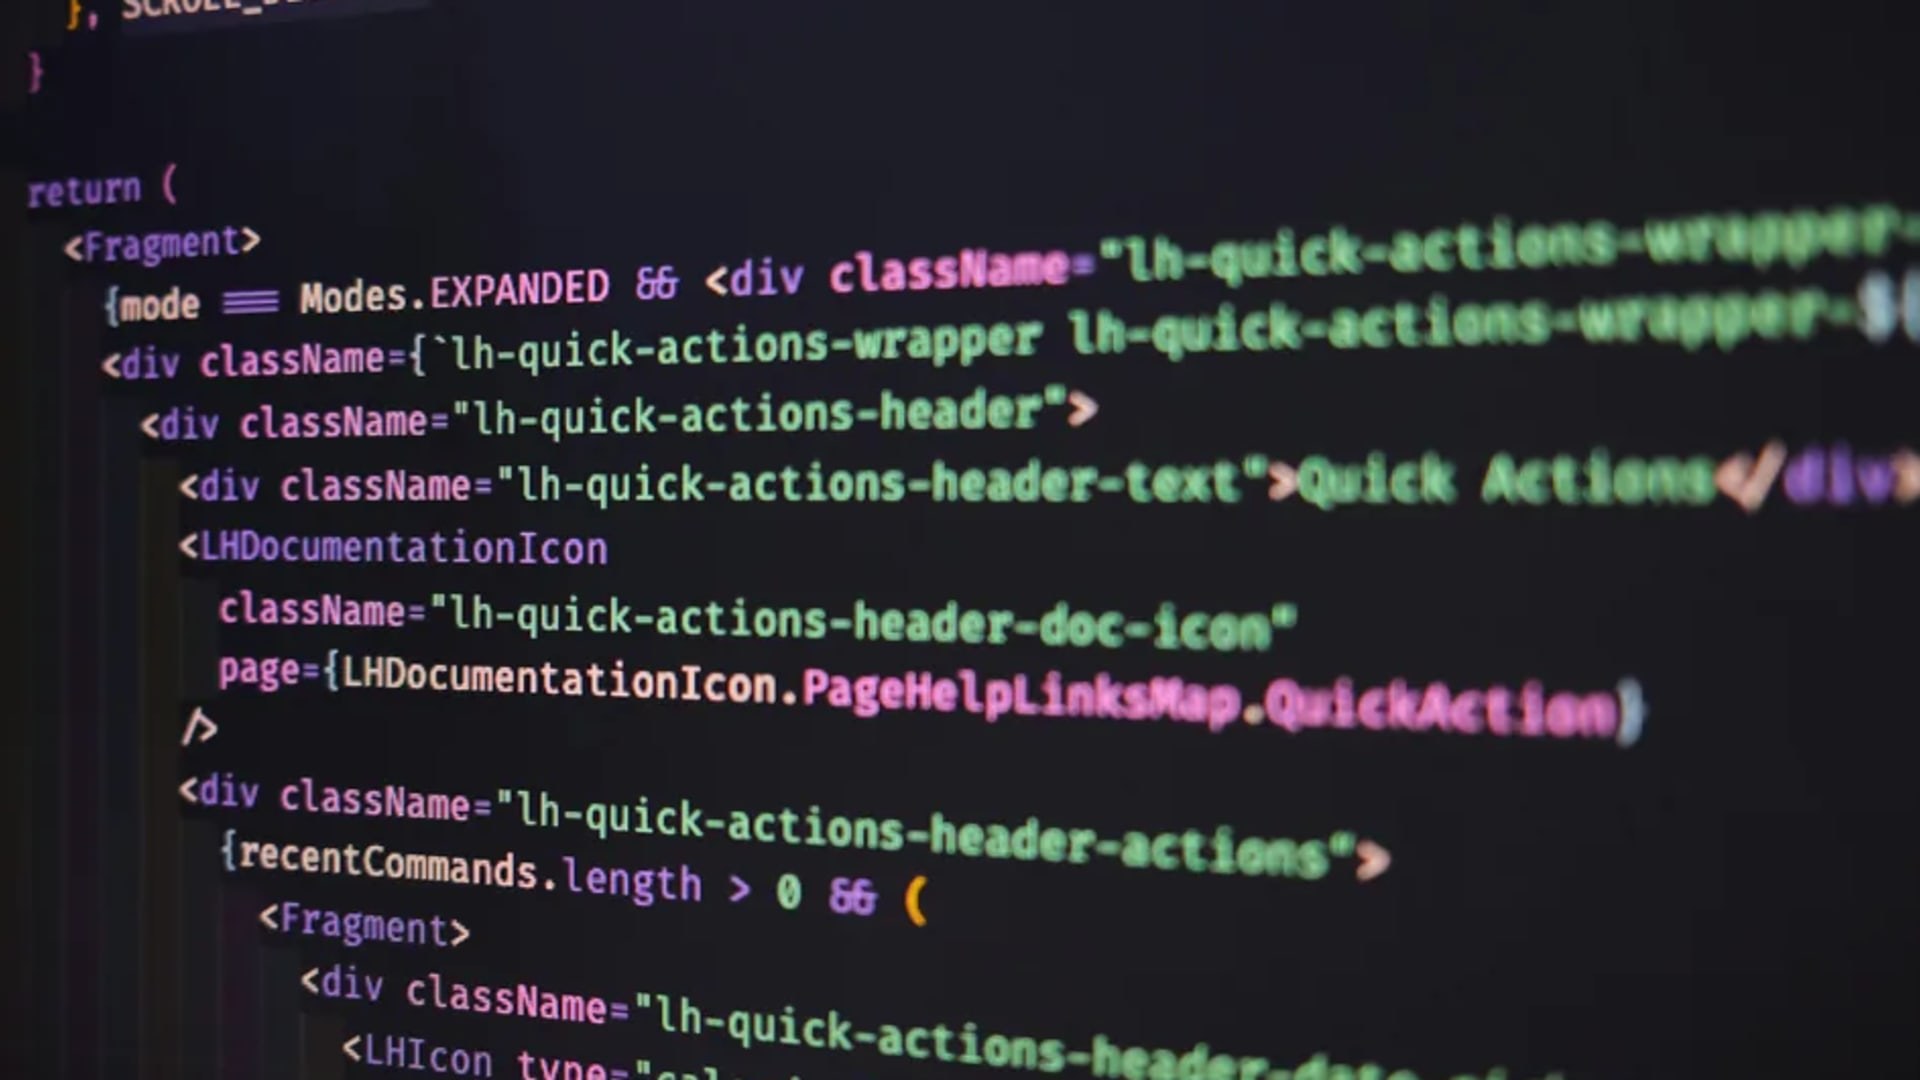 },
}
return (
<Fragment>
{mode === Modes.EXPANDED && <div className="lh-quick-actions-wrapper-
<div className={`lh-quick-actions-wrapper lh-quick-actions-wrapper-${
<div className="lh-quick-actions-header">
<div className="lh-quick-actions-header-text">Quick Actions</div>
<LHDocumentationIcon
className="lh-quick-actions-header-doc-icon"
page={LHDocumentationIcon.PageHelpLinksMap.QuickAction}
/>
<div className="lh-quick-actions-header-actions">
{recentCommands.length > 0 && (
<Fragment>
<div className="lh-quick-actions-header-
<LHIcon type="